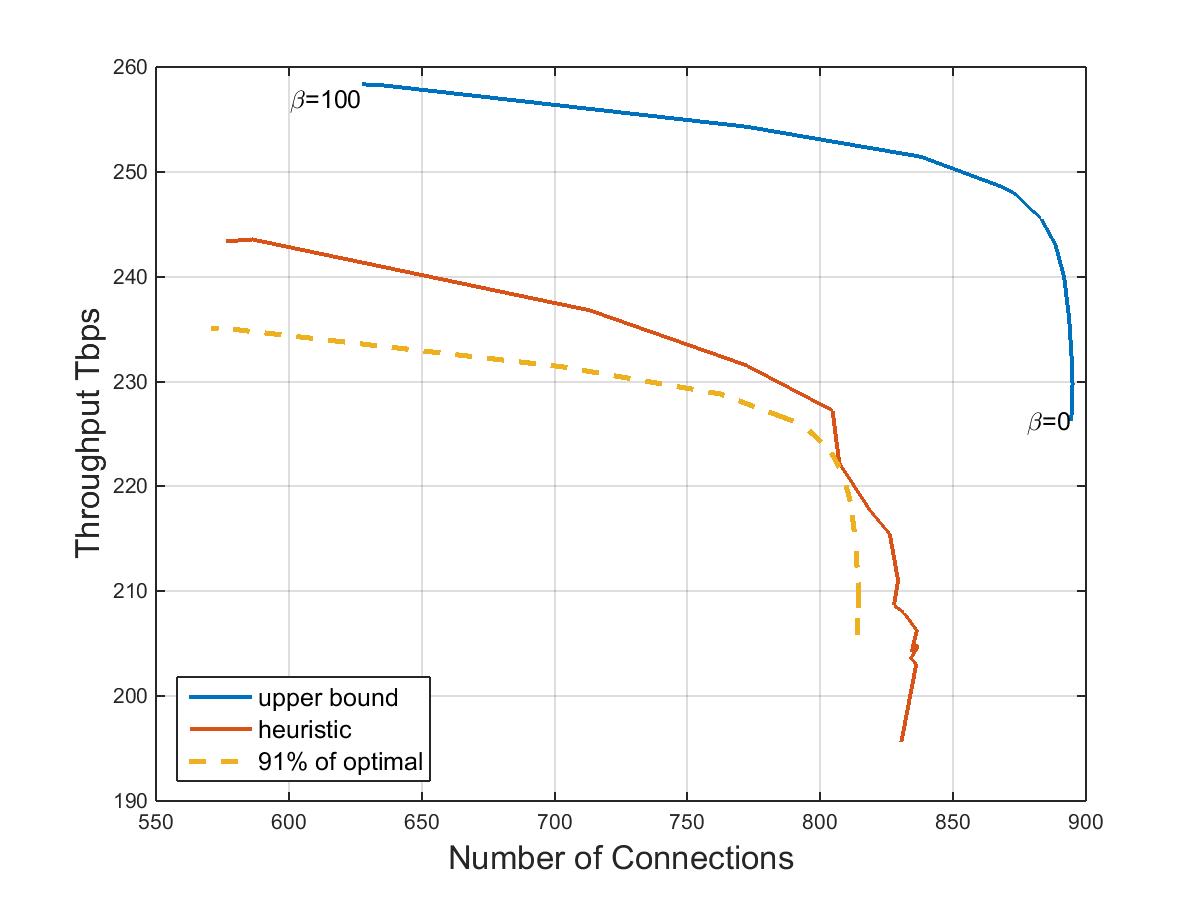 260
250
240
230
220
210
200
190
Throughput Tbps
β=100
β=0
upper bound
heuristic
91% of optimal
550 600 650 700 750 800 850 900
Number of Connections